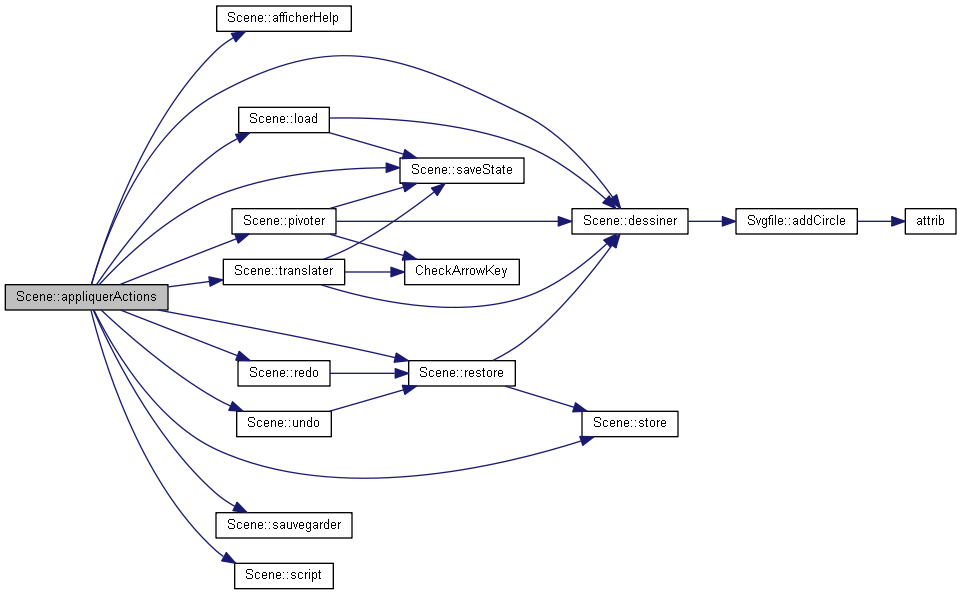 Scene::afficherHelp
Scene::load
Scene::saveState
Scene::pivoter
Scene::dessiner
Svgfile::addCircle
attrib
Scene::translater
CheckArrowKey
Scene::appliquerActions
Scene::redo
Scene::restore
Scene::undo
Scene::store
Scene::sauvegarder
Scene::script